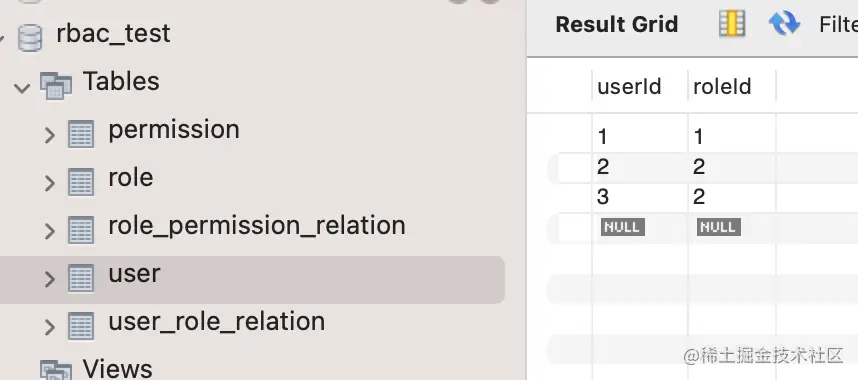 rbac_test
Tables
permission
role
role_permission_relation
user
user_role_relation
Views
Result Grid Filte
userId roleId
1 1
2 2
3 2
NULL NULL
@稀土掘金技术社区